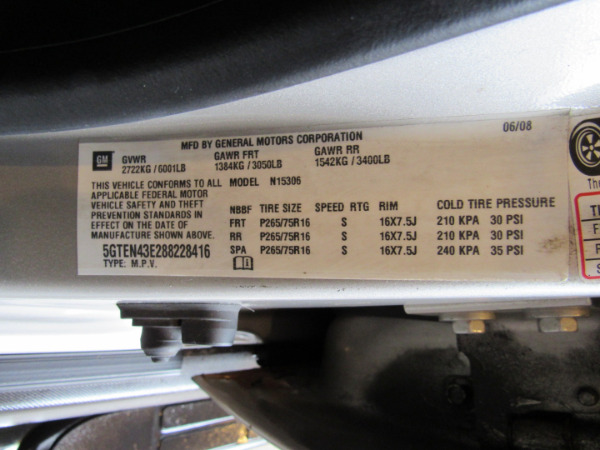 MFD BY GENERAL MOTORS CORPORATION 06/08
GM GVWR GAWR FRT GAWR RR
2722KG / 6001LB 1384KG / 3050LB 1542KG / 3400LB
THIS VEHICLE CONFORMS TO ALL MODEL N15306
APPLICABLE FEDERAL MOTOR
VEHICLE SAFETY AND THEFT
PREVENTION STANDARDS IN
EFFECT ON THE DATE OF
MANUFACTURE SHOWN ABOVE.
5GTEN43E288228416
TYPE: M.P.V.
NBBF TIRE SIZE SPEED RTG RIM COLD TIRE PRESSURE
FRT P265/75R16 S 16X7.5J 210 KPA 30 PSI
RR P265/75R16 S 16X7.5J 210 KPA 30 PSI
SPA P265/75R16 S 16X7.5J 240 KPA 35 PSI
The
T
F
S